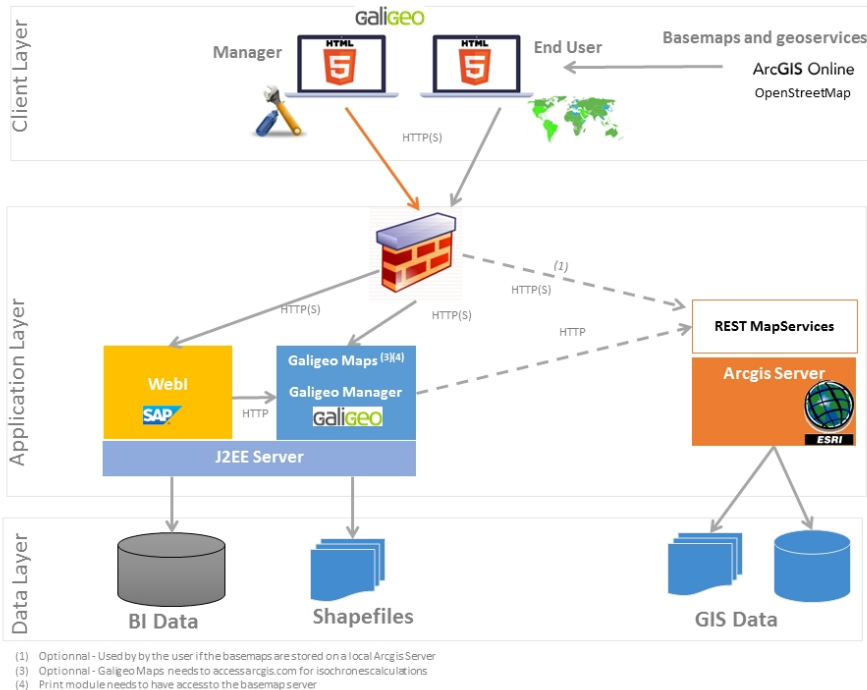 Client Layer
GaLiGeo
Manager
HTML
5
HTML
5
End User
Basemaps and geoservices
ArcGIS Online
OpenStreetMap
HTTP(S)
Application Layer
(1)
HTTP(S)
HTTP(S)
HTTP(S)
HTTP
REST MapServices
WebI
SAP
HTTP
Galigeo Maps (3)(4)
Galigeo Manager
GaLiGeo
Arcgis Server
ESRI
J2EE Server
Data Layer
BI Data
Shapefiles
GIS Data
(1) Optionnal - Used by by the user if the basemaps are stored on a local Arcgis Server
(3) Optionnal - Galigeo Maps needs to access arcgis.com for isochrones calculations
(4) Print module needs to have access to the basemap server